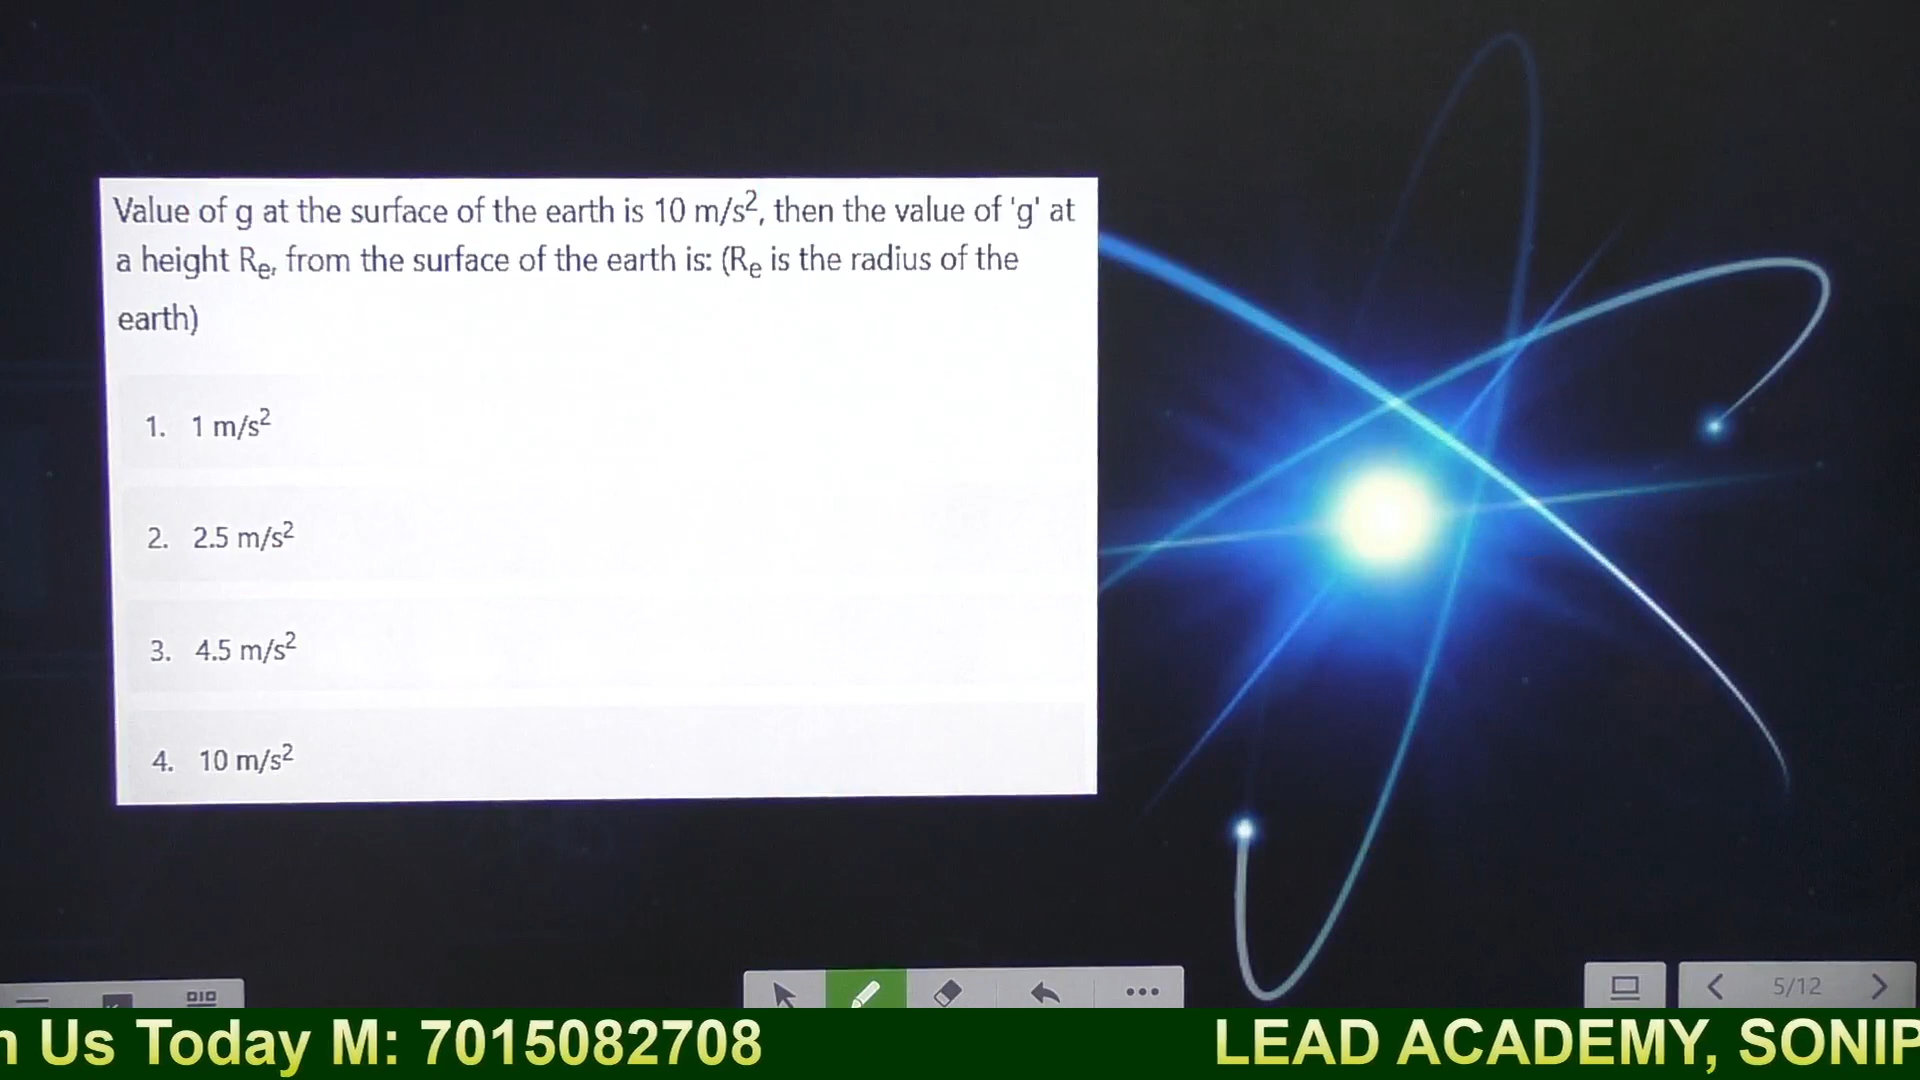 Value of g at the surface of the earth is 10 m/s², then the value of 'g' at
a height Rₑ, from the surface of the earth is: (Rₑ is the radius of the
earth)
1. 1 m/s²
2. 2.5 m/s²
3. 4.5 m/s²
4. 10 m/s²
5/12
Us Today M: 7015082708
LEAD ACADEMY,